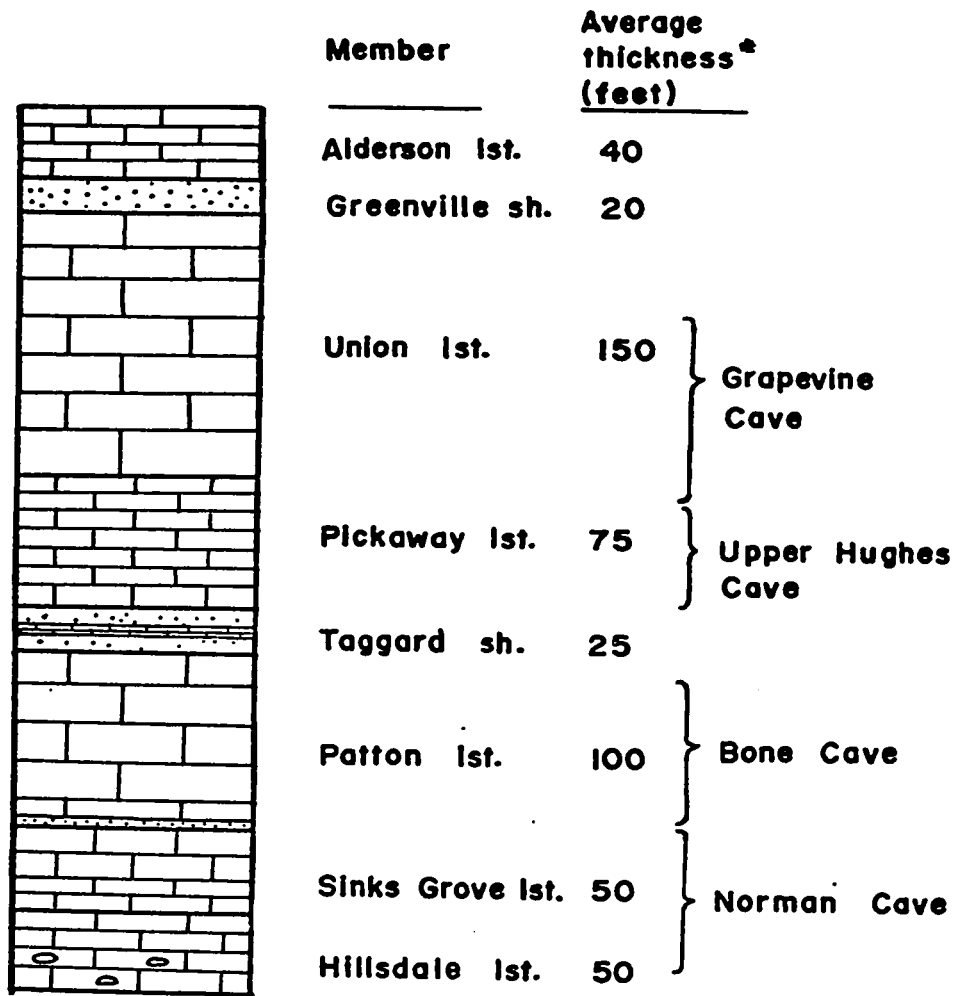 Member Average thickness* (feet)
Alderson lst. 40
Greenville sh. 20
Union lst. 150 Grapevine Cave
Pickaway lst. 75 Upper Hughes Cave
Taggard sh. 25
Patton lst. 100 Bone Cave
Sinks Grove lst. 50 Norman Cave
Hillsdale lst. 50